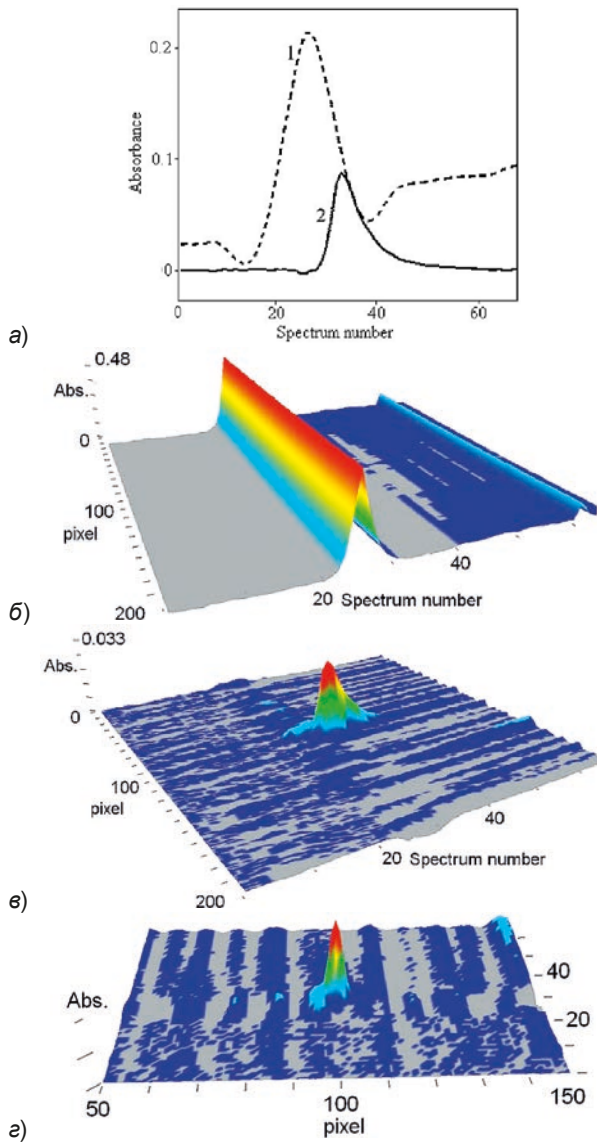 0.2
1
Absorbance
0.1
2
0
0 20 40 60
Spectrum number
а)
0.48
Abs.
0
100
pixel
200
20
40
Spectrum number
б)
0.033
Abs.
0
100
pixel
200
20
40
Spectrum number
в)
Abs.
40
20
50 100 150
pixel
г)